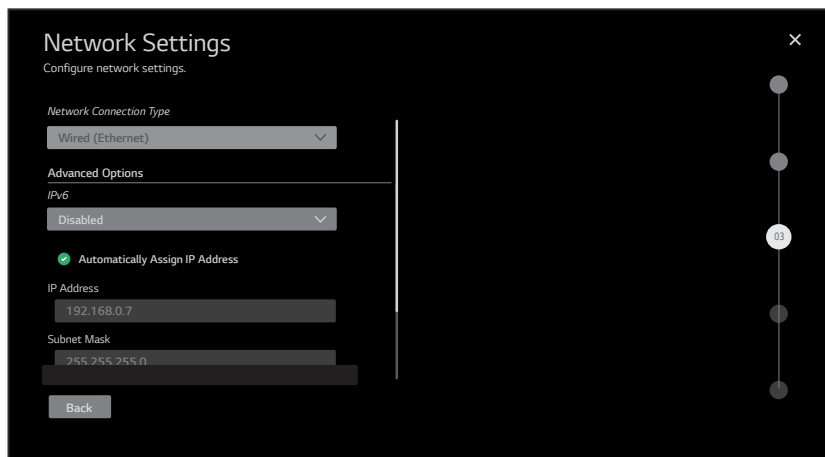 Network Settings
Configure network settings.
Network Connection Type
Wired (Ethernet)
Advanced Options
IPv6
Disabled
03
Automatically Assign IP Address
IP Address
192.168.0.7
Subnet Mask
255.255.255.0
Back